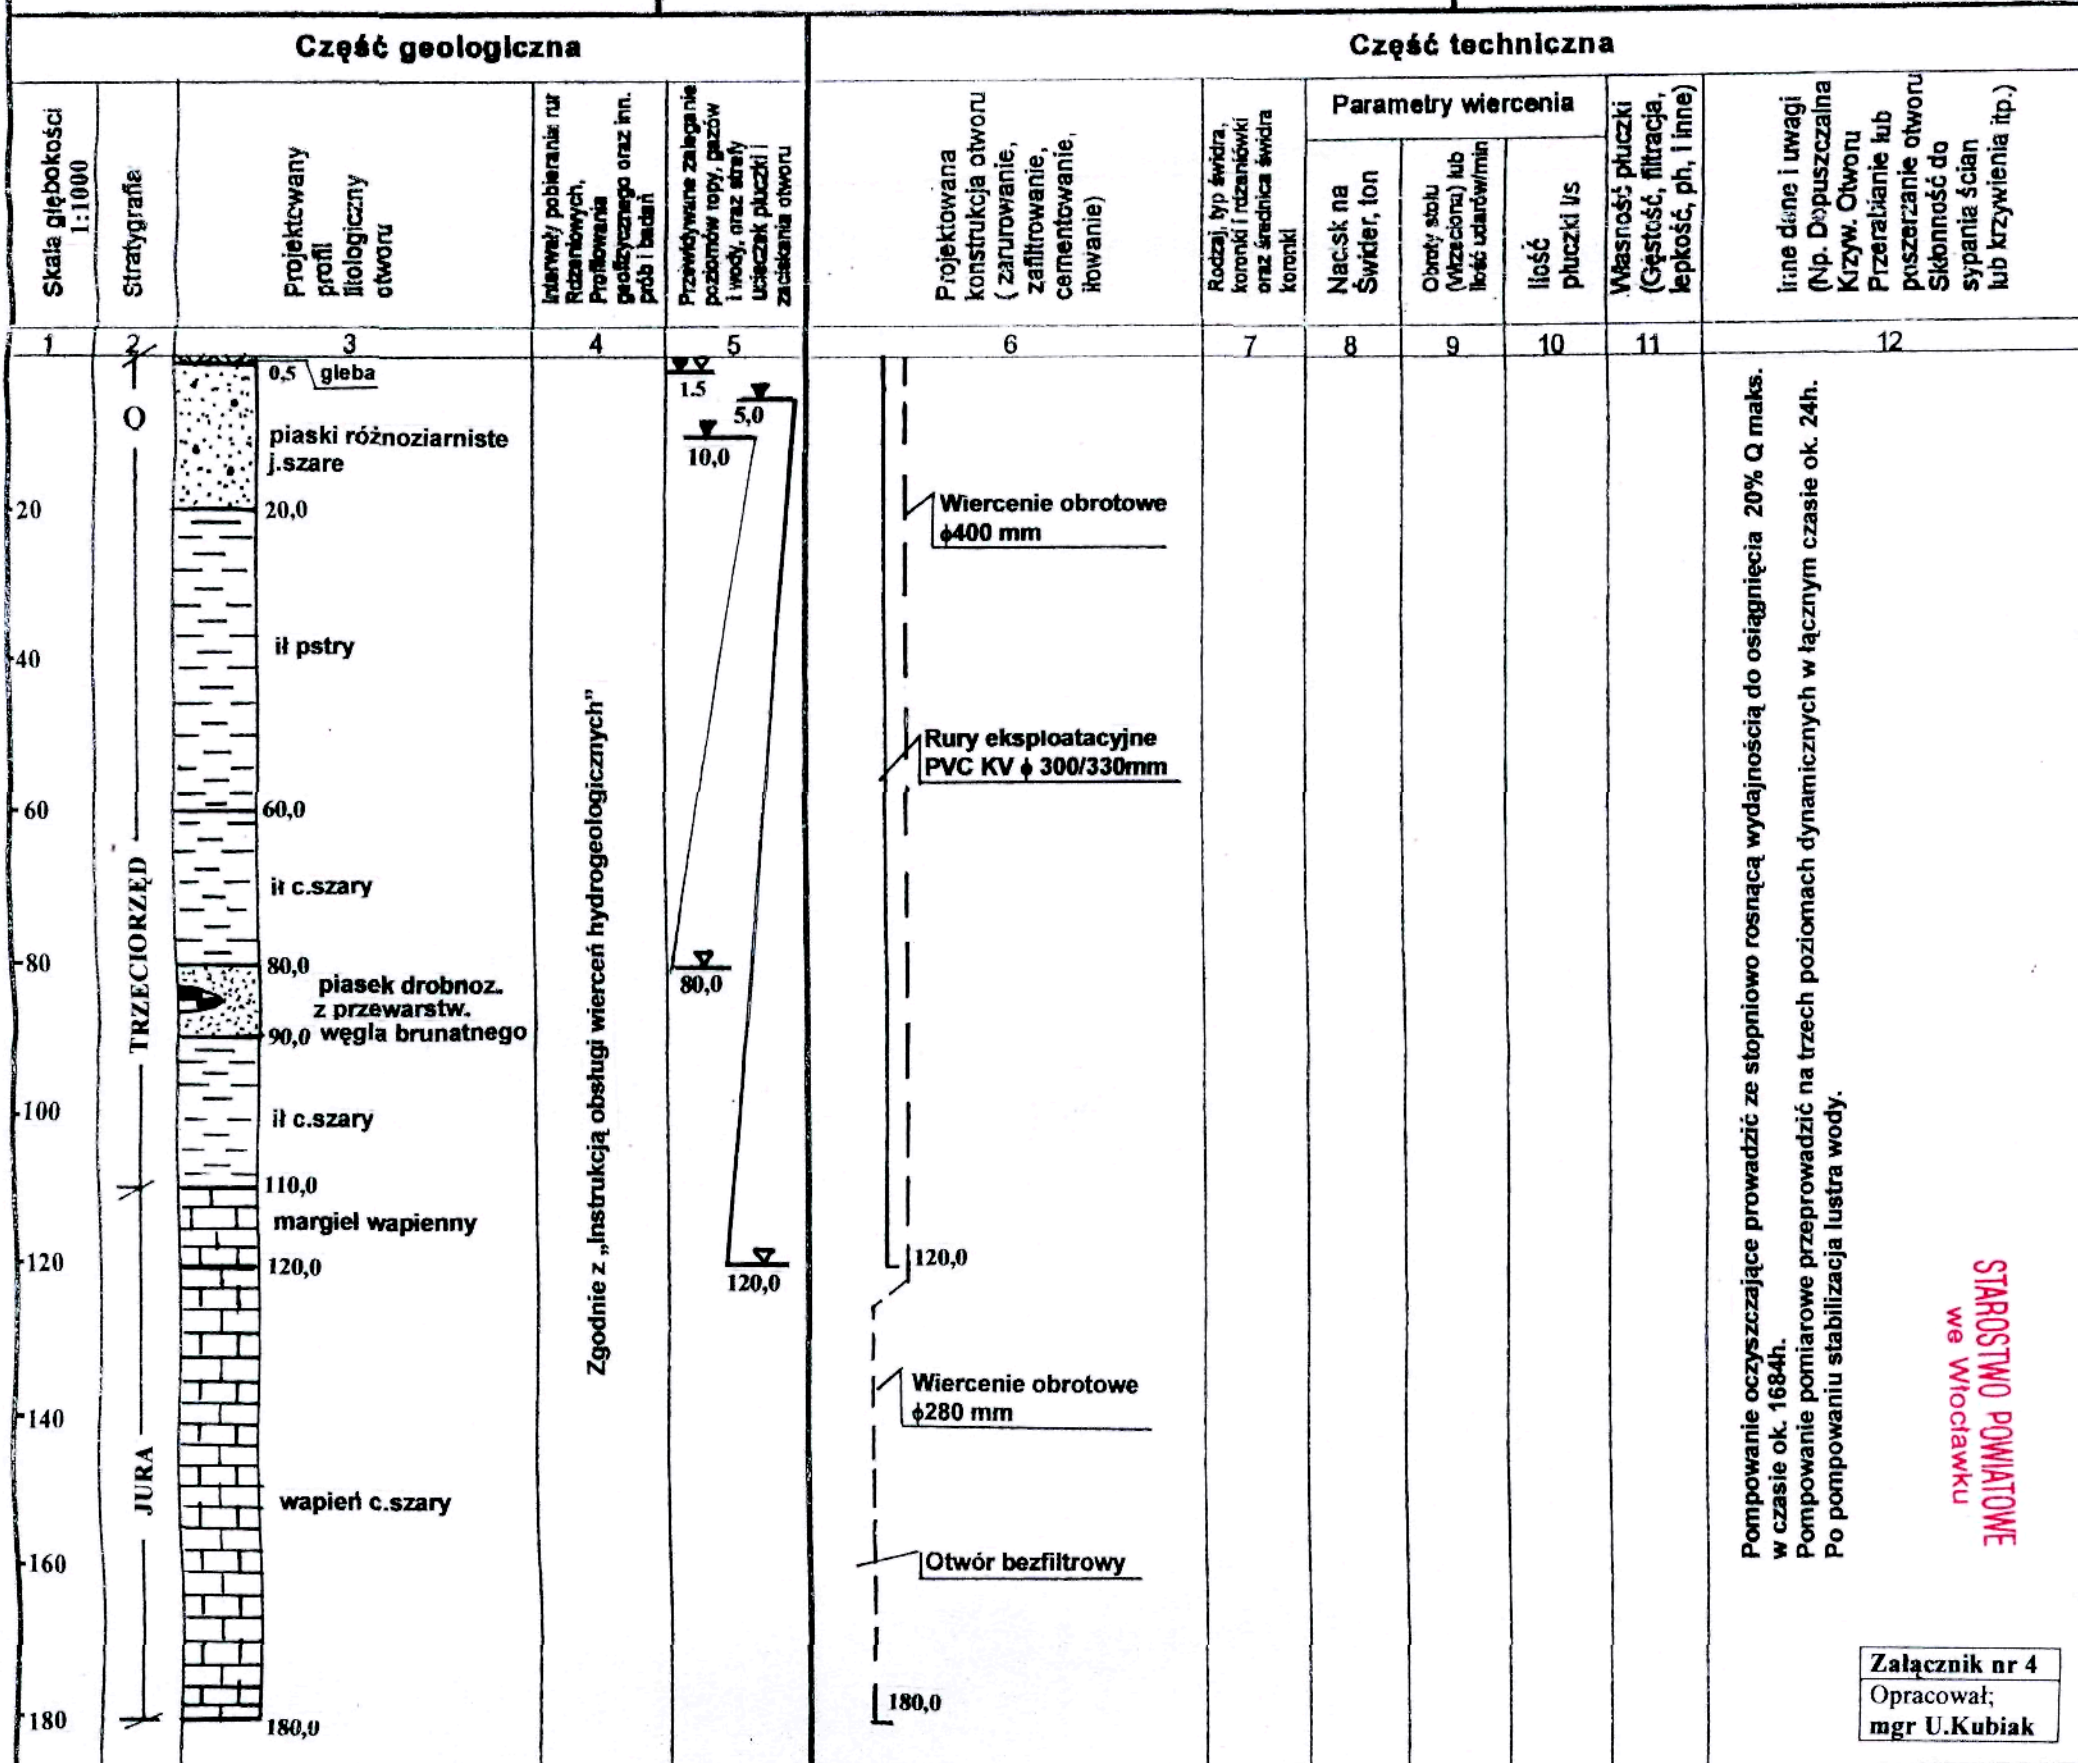 Część geologiczna
Część techniczna
Skala głębokości
1:1000
Stratygrafia
Projektowany
profil
litologiczny
otworu
Interwały pobierania rur
Rdzeniowych,
Profilowania
geofizycznego oraz inn.
prób i badań
Przewidywane zaleganie
poziomów ropy, gazów
i wody, oraz strefy
ucieczek płuczki i
zaciskania otworu
Projektowana
konstrukcja otworu
( zarurowanie,
zafiltrowanie,
cementowanie,
iłowanie)
Rodzaj, typ świdra,
koronki i rdzeniówki
oraz średnica świdra
koronki
Parametry wiercenia
Nacisk na
Świder, ton
Obroty stołu
(Wrzeciona) lub
Ilość udarów/min
Ilość
płuczki l/s
Własność płuczki
(Gęstość, filtracja,
lepkość, ph, i inne)
Inne dane i uwagi
(Np. Dopuszczalna
Krzyw. Otworu
Przerabianie lub
poszerzanie otworu
Skłonność do
sypania ścian
lub krzywienia itp.)
1 2 3 4 5 6 7 8 9 10 11 12
0,5 gleba
1.5
5,0
Q
piaski różnoziarniste
j.szare
10,0
20
20,0
Wiercenie obrotowe
ϕ400 mm
ił pstry
40
Rury eksploatacyjne
PVC KV ϕ 300/330mm
60
60,0
TRZECIORZĘD
ił c.szary
80
80,0
80,0
piasek drobnoz.
z przewarstw.
90,0 węgla brunatnego
100
ił c.szary
110,0
margiel wapienny
120
120,0
120,0
120,0
Wiercenie obrotowe
ϕ280 mm
140
JURA
wapień c.szary
160
Otwór bezfiltrowy
180
180,0
180,0
Zgodnie z „Instrukcją obsługi wierceń hydrogeologicznych”
Pompowanie oczyszczające prowadzić ze stopniowo rosnącą wydajnością do osiągnięcia 20% Q maks.
w czasie ok. 1684h.
Pompowanie pomiarowe przeprowadzić na trzech poziomach dynamicznych w łącznym czasie ok. 24h.
Po pompowaniu stabilizacja lustra wody.
STAROSTWO POWIATOWE
we Włocławku
Załącznik nr 4
Opracował;
mgr U.Kubiak